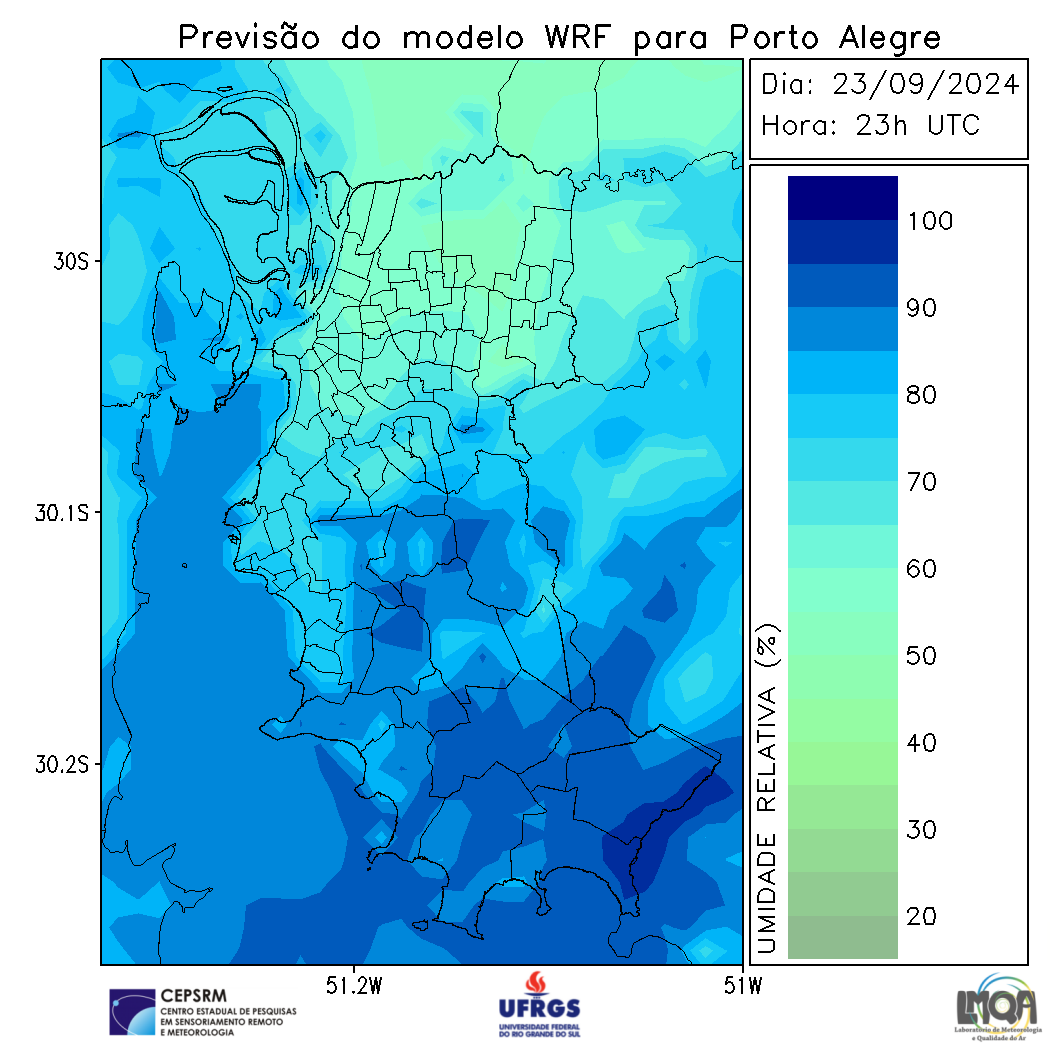 Previsão do modelo WRF para Porto Alegre
Dia: 23/09/2024
Hora: 23h UTC
30S
30.1S
30.2S
51.2W
51W
UMIDADE RELATIVA (%)
100
90
80
70
60
50
40
30
20
CEPSRM
CENTRO ESTADUAL DE PESQUISAS
EM SENSORIAMENTO REMOTO
E METEOROLOGIA
UFRGS
UNIVERSIDADE FEDERAL
DO RIO GRANDE DO SUL
LMQA
Laboratório de Meteorologia
e Qualidade do Ar